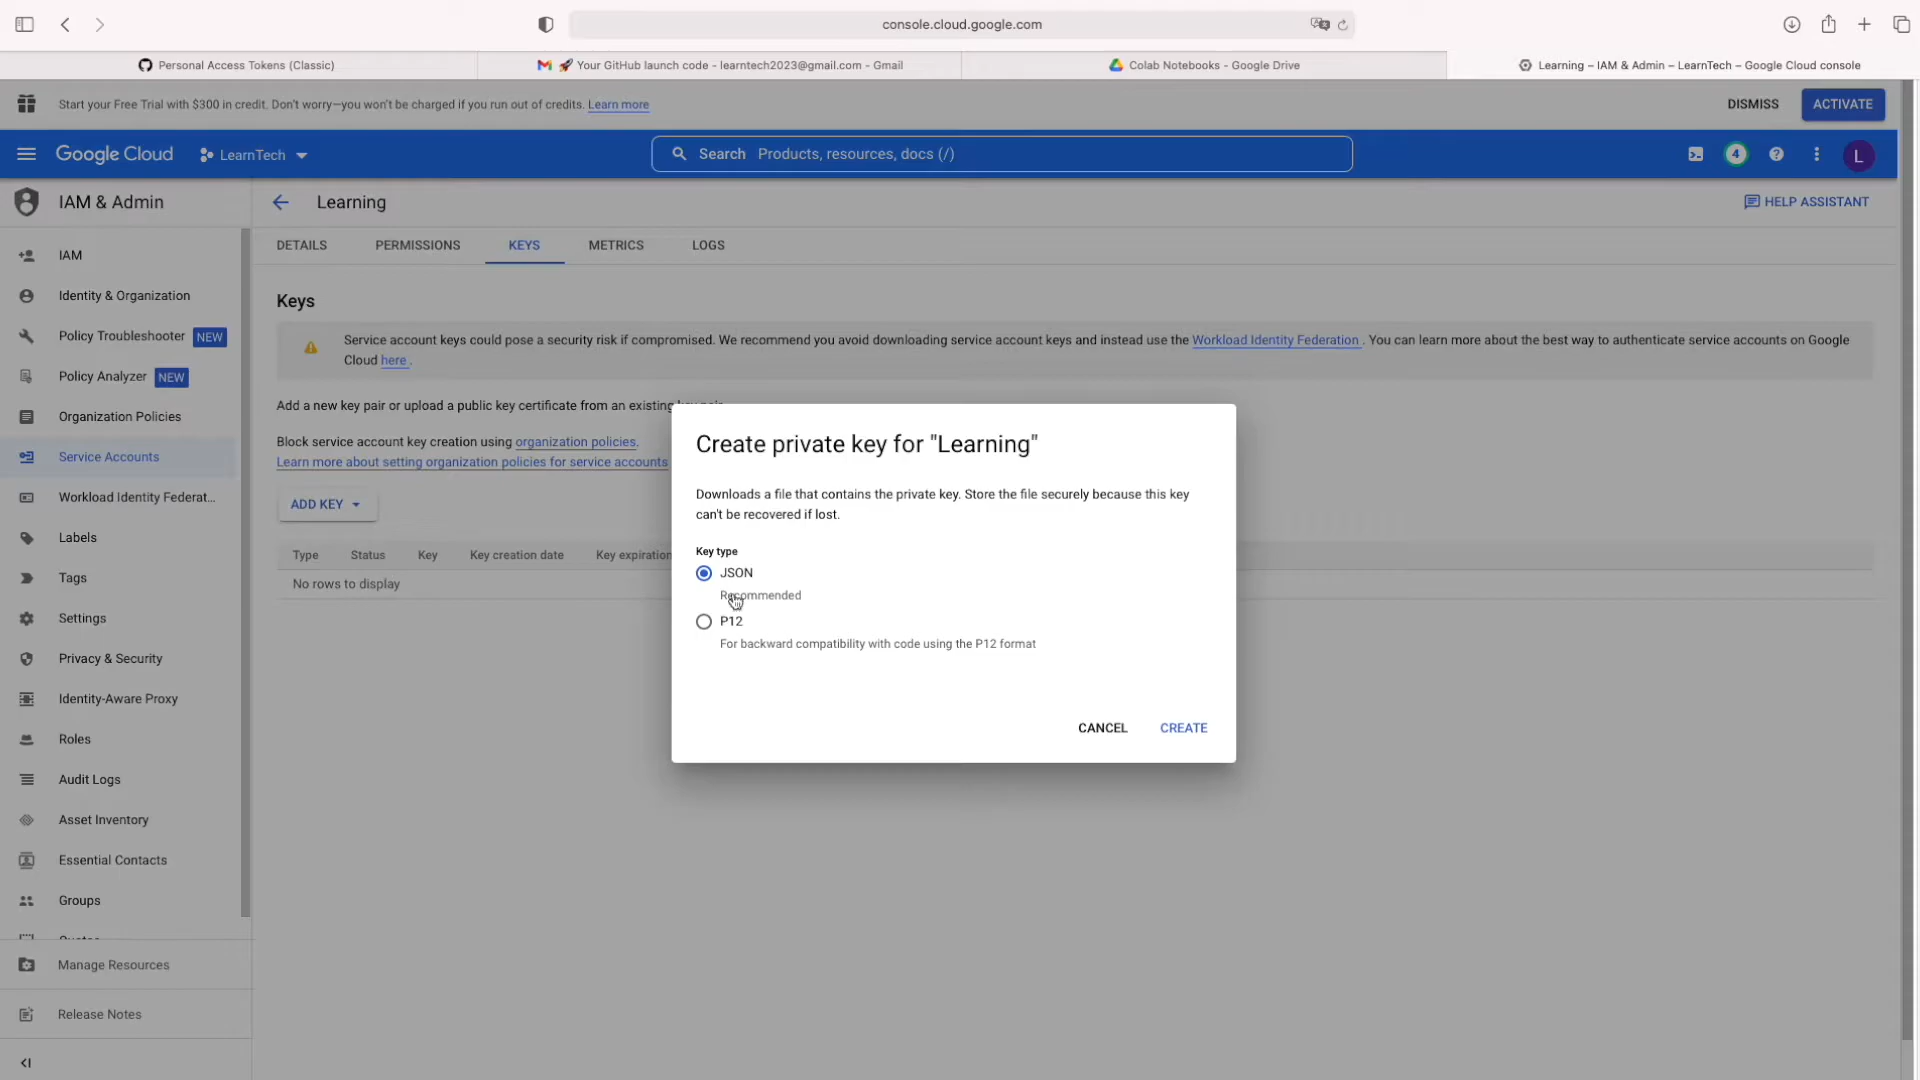 console.cloud.google.com
Personal Access Tokens (Classic)
🚀 Your GitHub launch code - learntech2023@gmail.com - Gmail
Colab Notebooks - Google Drive
Learning – IAM & Admin – LearnTech – Google Cloud console
Start your Free Trial with $300 in credit. Don't worry—you won't be charged if you run out of credits. Learn more
DISMISS
ACTIVATE
Google Cloud
LearnTech
Search Products, resources, docs (/)
4
L
IAM & Admin
Learning
HELP ASSISTANT
DETAILS
PERMISSIONS
KEYS
METRICS
LOGS
IAM
Identity & Organization
Policy Troubleshooter NEW
Policy Analyzer NEW
Organization Policies
Service Accounts
Workload Identity Federat...
Labels
Tags
Settings
Privacy & Security
Identity-Aware Proxy
Roles
Audit Logs
Asset Inventory
Essential Contacts
Groups
Manage Resources
Release Notes
Keys
Service account keys could pose a security risk if compromised. We recommend you avoid downloading service account keys and instead use the Workload Identity Federation . You can learn more about the best way to authenticate service accounts on Google
Cloud here .
Add a new key pair or upload a public key certificate from an existing key pair.
Block service account key creation using organization policies.
Learn more about setting organization policies for service accounts
ADD KEY
Type
Status
Key
Key creation date
Key expiration
No rows to display
Create private key for "Learning"
Downloads a file that contains the private key. Store the file securely because this key
can't be recovered if lost.
Key type
JSON
Recommended
P12
For backward compatibility with code using the P12 format
CANCEL
CREATE